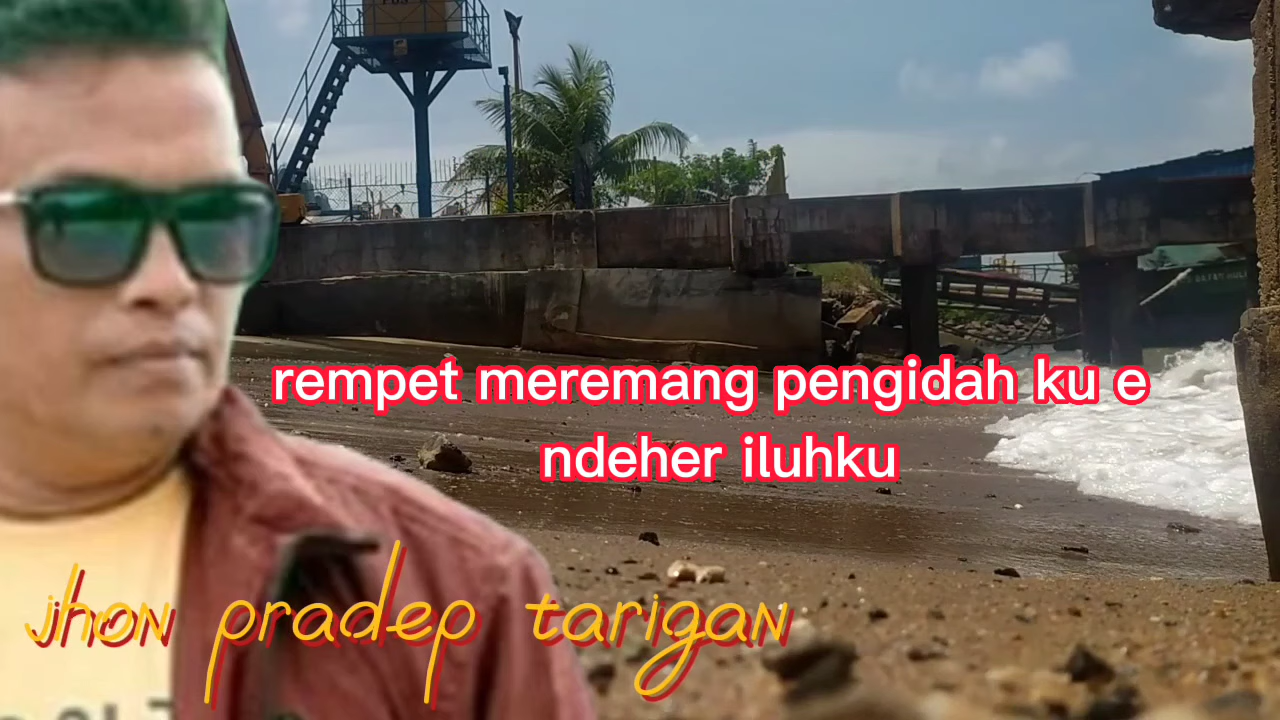 rempet meremang pengidah ku e
ndeher iluhku
jhon pradep tarigan